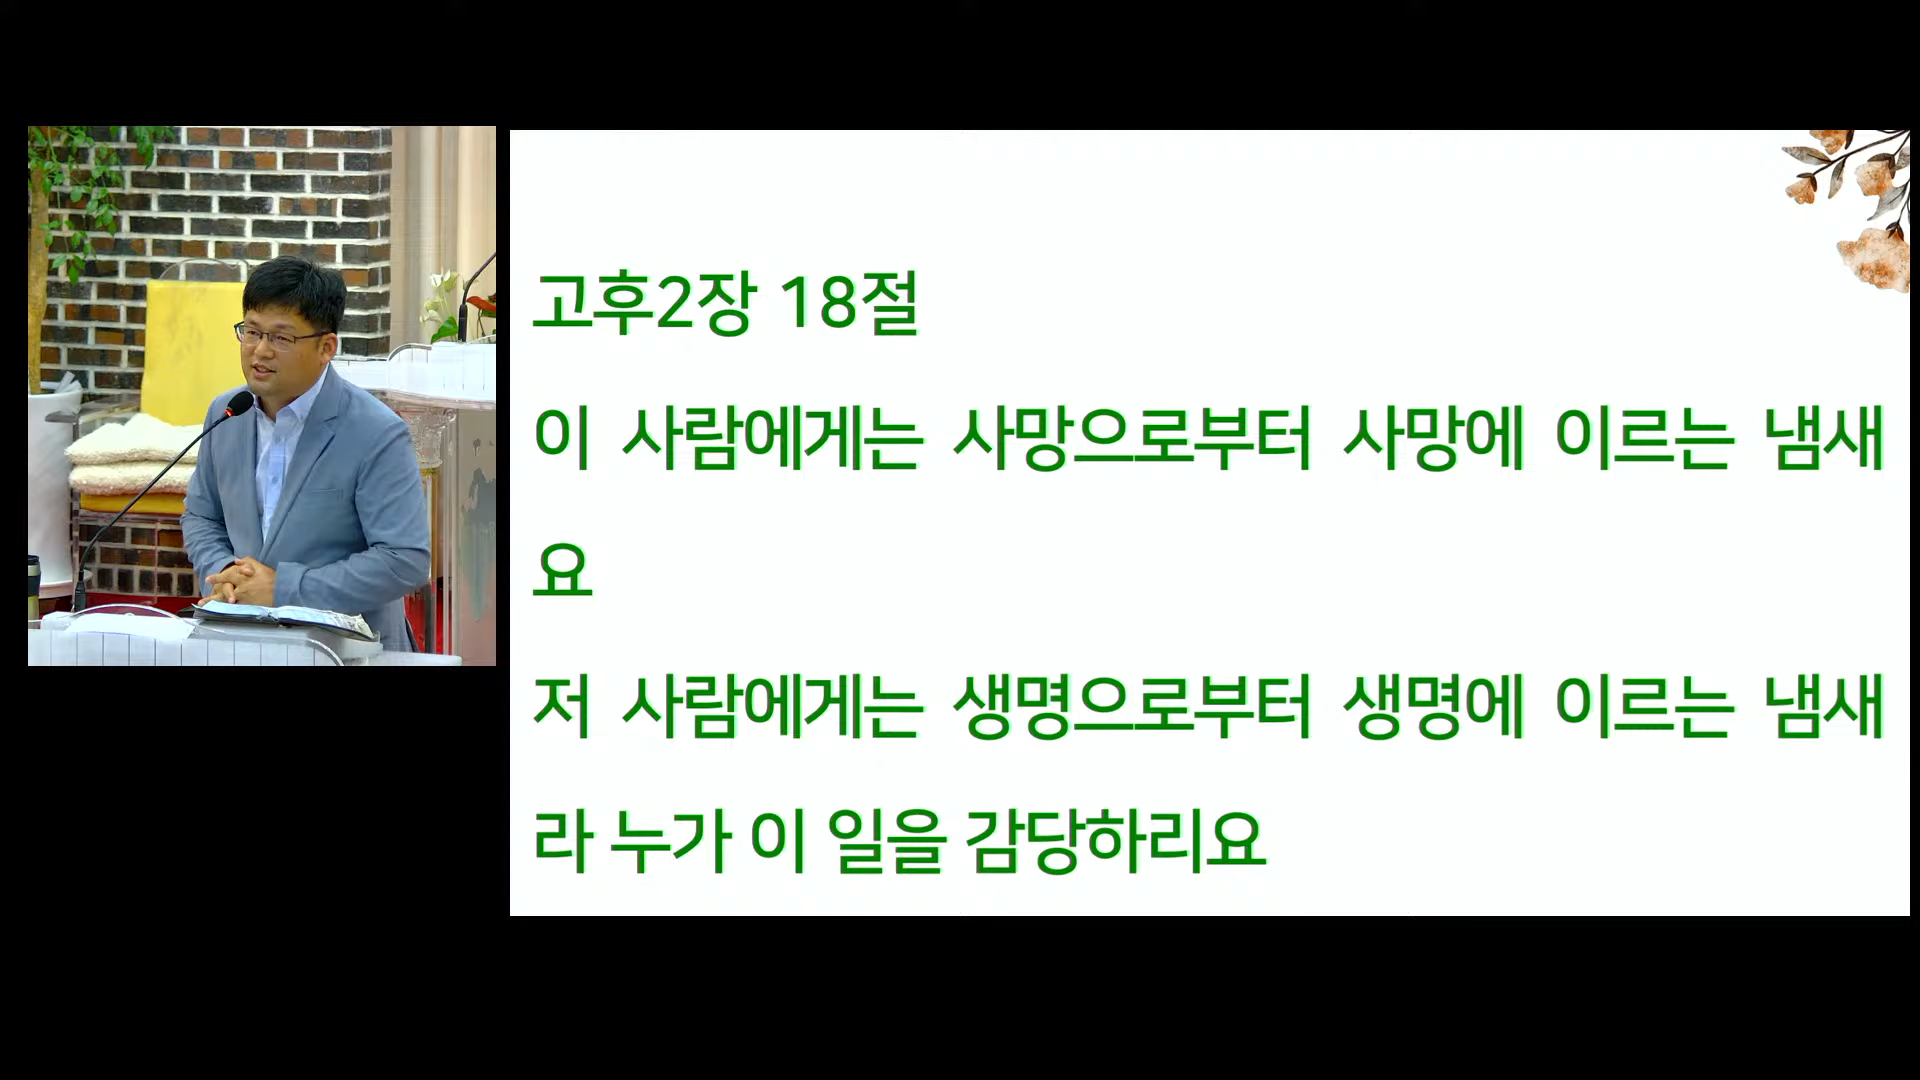 고후2장 18절
이 사람에게는 사망으로부터 사망에 이르는 냄새
요
저 사람에게는 생명으로부터 생명에 이르는 냄새
라 누가 이 일을 감당하리요